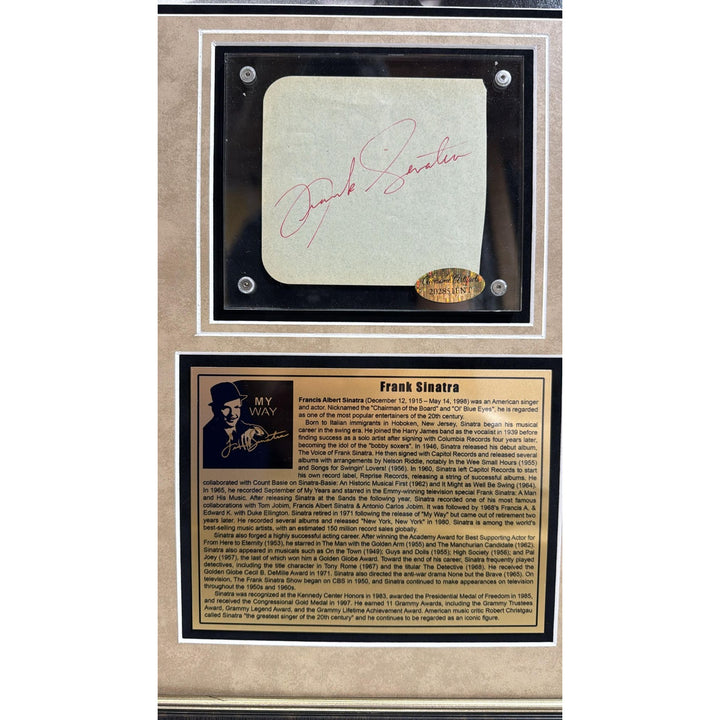 Frank Sinatra
202851ENT
MY
WAY
Frank Sinatra
Francis Albert Sinatra (December 12, 1915 – May 14, 1998) was an American singer
and actor. Nicknamed the "Chairman of the Board" and "Ol' Blue Eyes", he is regarded
as one of the most popular entertainers of the 20th century.
Born to Italian immigrants in Hoboken, New Jersey, Sinatra began his musical
career in the swing era. He joined the Harry James band as the vocalist in 1939 before
finding success as a solo artist after signing with Columbia Records four years later,
becoming the idol of the "bobby soxers". In 1946, Sinatra released his debut album,
The Voice of Frank Sinatra. He then signed with Capitol Records and released several
albums with arrangements by Nelson Riddle, notably In the Wee Small Hours (1955)
and Songs for Swingin' Lovers! (1956). In 1960, Sinatra left Capitol Records to start
his own record label, Reprise Records, releasing a string of successful albums. He
collaborated with Count Basie on Sinatra-Basie: An Historic Musical First (1962) and It Might as Well Be Swing (1964).
In 1965, he recorded September of My Years and starred in the Emmy-winning television special Frank Sinatra: A Man
and His Music. After releasing Sinatra at the Sands the following year, Sinatra recorded one of his most famous
collaborations with Tom Jobim, Francis Albert Sinatra & Antonio Carlos Jobim. It was followed by 1968's Francis A. &
Edward K. with Duke Ellington. Sinatra retired in 1971 following the release of "My Way" but came out of retirement two
years later. He recorded several albums and released "New York, New York" in 1980. Sinatra is among the world's
best-selling music artists, with an estimated 150 million record sales globally.
Sinatra also forged a highly successful acting career. After winning the Academy Award for Best Supporting Actor for
From Here to Eternity (1953), he starred in The Man with the Golden Arm (1955) and The Manchurian Candidate (1962).
Sinatra also appeared in musicals such as On the Town (1949); Guys and Dolls (1955); High Society (1956); and Pal
Joey (1957), the last of which won him a Golden Globe Award. Toward the end of his career, Sinatra frequently played
detectives, including the title character in Tony Rome (1967) and the titular The Detective (1968). He received the
Golden Globe Cecil B. DeMille Award in 1971. Sinatra also directed the anti-war drama None but the Brave (1965). On
television, The Frank Sinatra Show began on CBS in 1950, and Sinatra continued to make appearances on television
throughout the 1950s and 1960s.
Sinatra was recognized at the Kennedy Center Honors in 1983, awarded the Presidential Medal of Freedom in 1985,
and received the Congressional Gold Medal in 1997. He earned 11 Grammy Awards, including the Grammy Trustees
Award, Grammy Legend Award, and the Grammy Lifetime Achievement Award. American music critic Robert Christgau
called Sinatra "the greatest singer of the 20th century" and he continues to be regarded as an iconic figure.